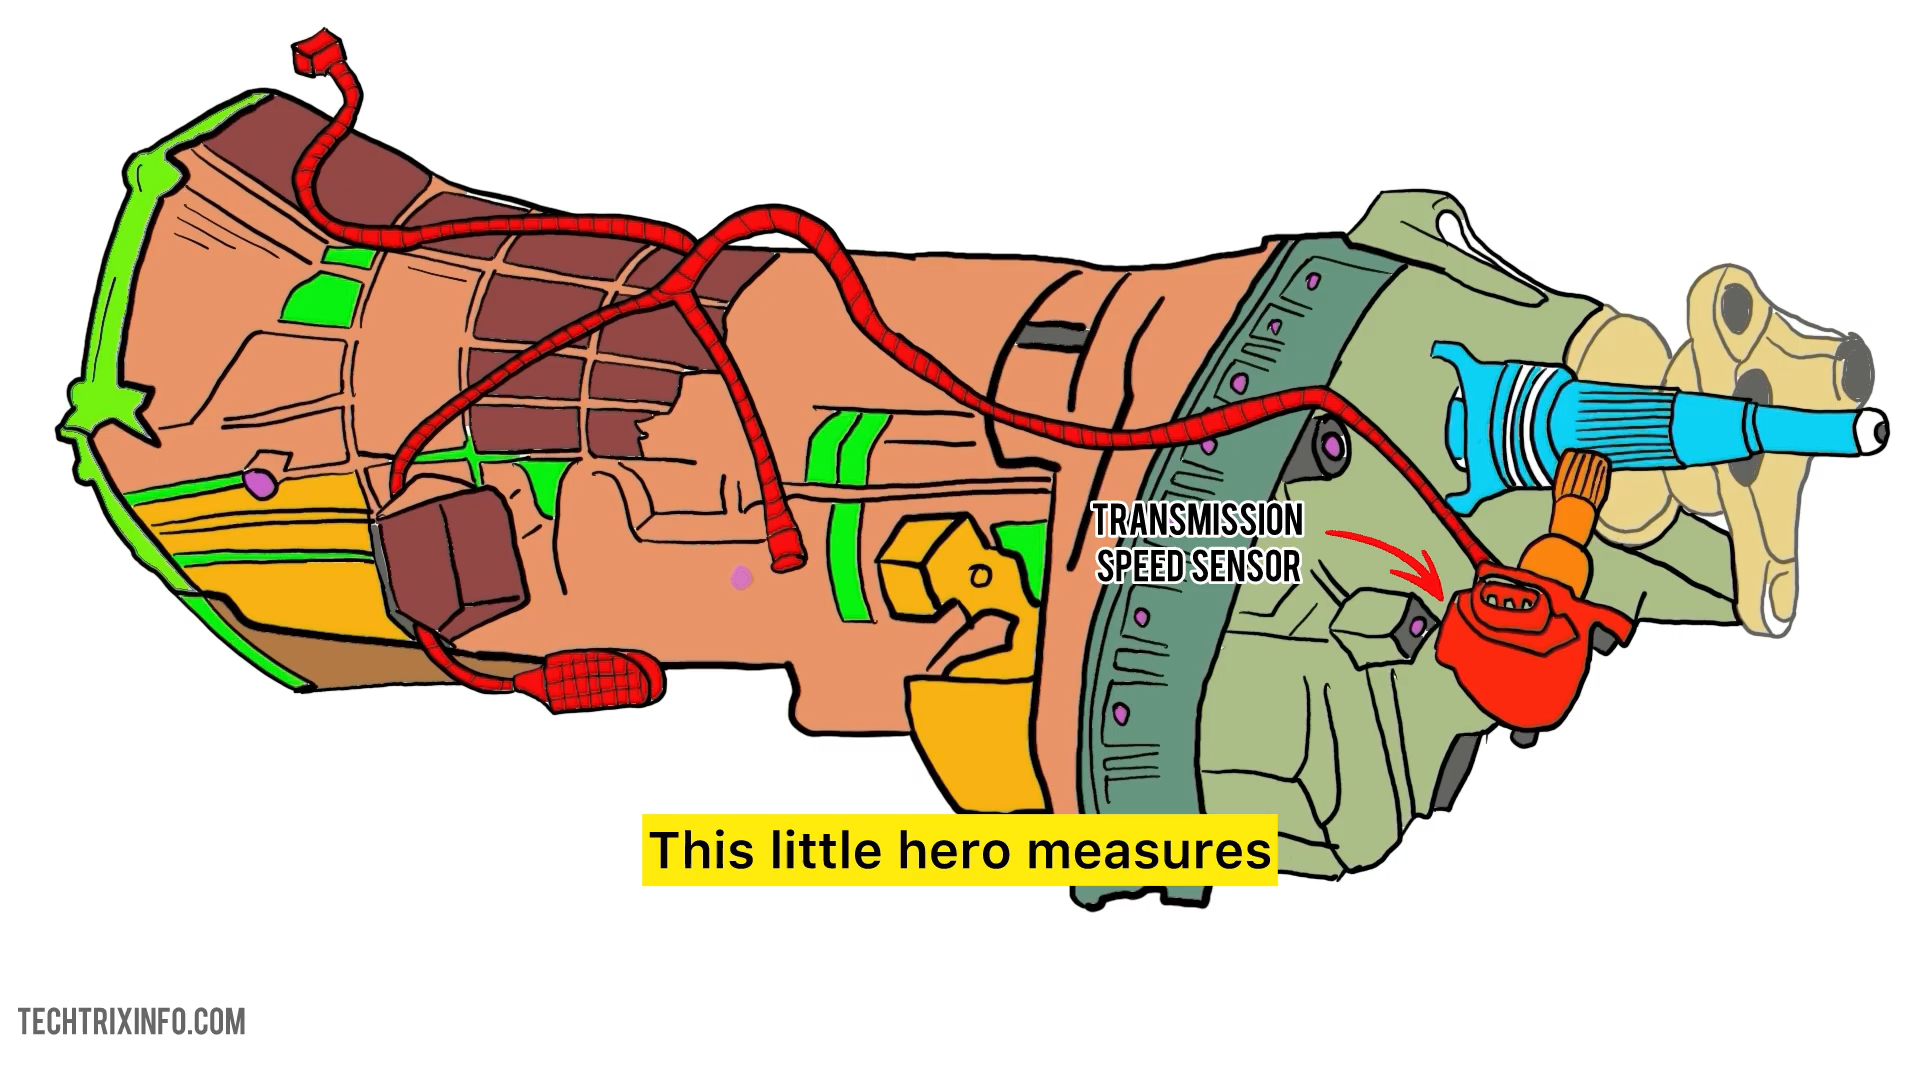 TRANSMISSION
SPEED SENSOR
This little hero measures
TECHTRIXINFO.COM